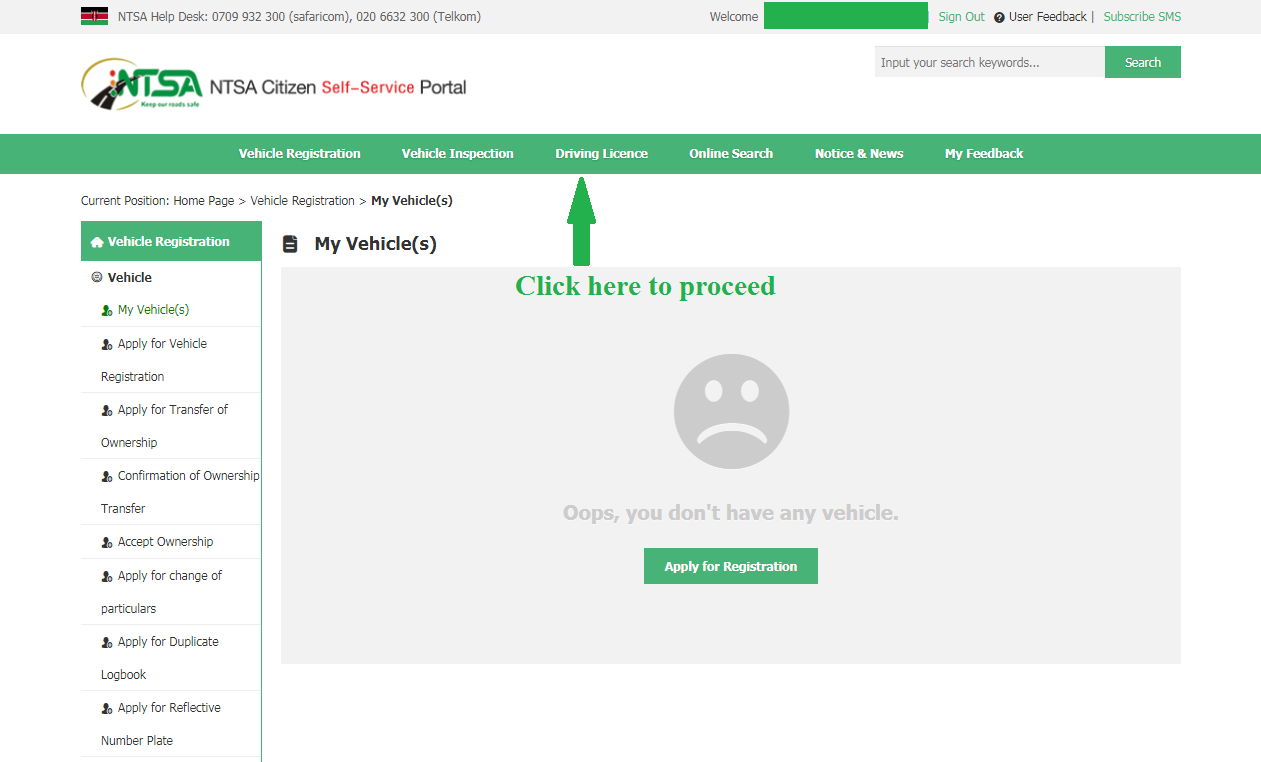 NTSA Help Desk: 0709 932 300 (safaricom), 020 6632 300 (Telkom)
Welcome
Sign Out
User Feedback |
Subscribe SMS
NTSA
Keep our roads safe
NTSA Citizen Self-Service Portal
Input your search keywords...
Search
Vehicle Registration
Vehicle Inspection
Driving Licence
Online Search
Notice & News
My Feedback
Current Position: Home Page > Vehicle Registration > My Vehicle(s)
Vehicle Registration
Vehicle
My Vehicle(s)
Apply for Vehicle
Registration
Apply for Transfer of
Ownership
Confirmation of Ownership
Transfer
Accept Ownership
Apply for change of
particulars
Apply for Duplicate
Logbook
Apply for Reflective
Number Plate
My Vehicle(s)
Click here to proceed
Oops, you don't have any vehicle.
Apply for Registration